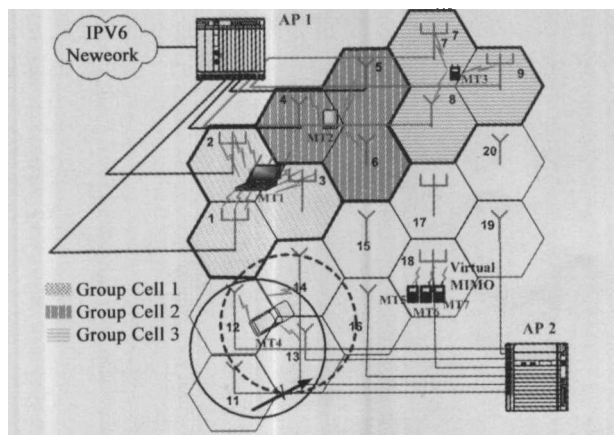 AP 1
IPV6
Neweork
7
7
5
MT3
9
4
8
MT2
2
6
20
3
MT1
1
17
19
15
18
Virtual
MIMO
14
MT5
MT6
MT7
Group Cell 1
Group Cell 2
Group Cell 3
12
16
MT4
13
AP 2
11